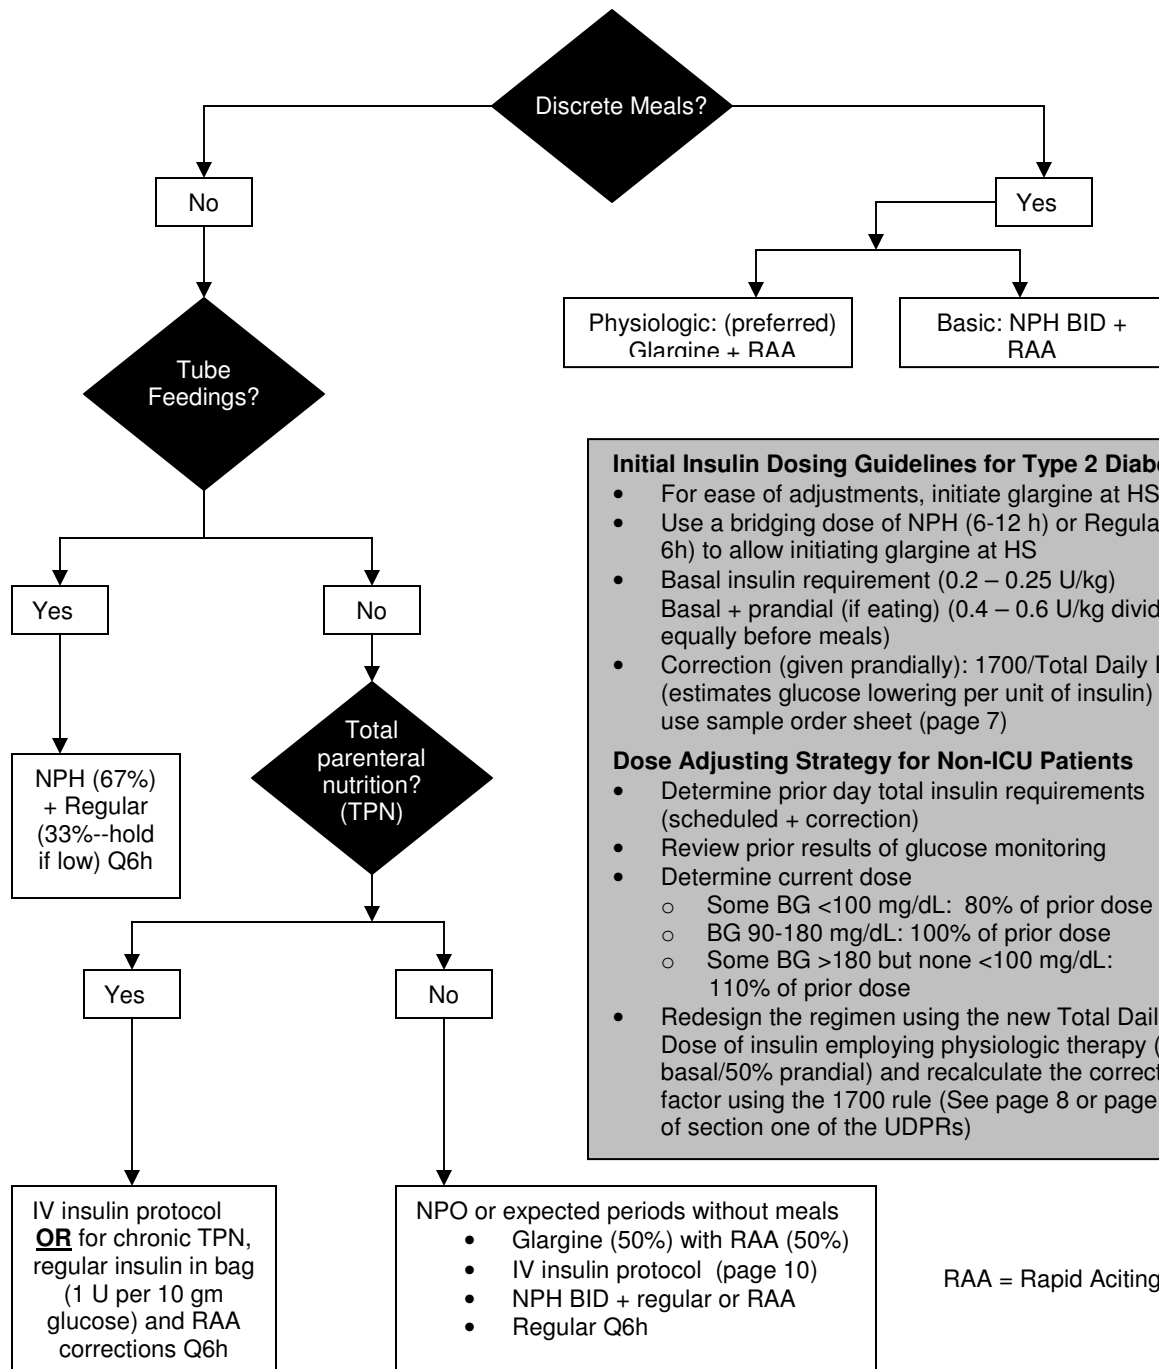 Discrete Meals?
No
Yes
Physiologic: (preferred)
Glargine + RAA
Basic: NPH BID +
RAA
Tube
Feedings?
Yes
No
NPH (67%)
+ Regular
(33%--hold
if low) Q6h
Total
parenteral
nutrition?
(TPN)
Yes
No
IV insulin protocol
OR for chronic TPN,
regular insulin in bag
(1 U per 10 gm
glucose) and RAA
corrections Q6h
NPO or expected periods without meals
• Glargine (50%) with RAA (50%)
• IV insulin protocol (page 10)
• NPH BID + regular or RAA
• Regular Q6h
Initial Insulin Dosing Guidelines for Type 2
• For ease of adjustments, initiate glargine at HS
• Use a bridging dose of NPH (6-12 h) or
6h) to allow initiating glargine at HS
• Basal insulin requirement (0.2 – 0.25 U/kg)
Basal + prandial (if eating) (0.4 – 0.6 U/kg
equally before meals)
• Correction (given prandially): 1700/Total Daily
(estimates glucose lowering per unit of insulin)
use sample order sheet (page 7)
Dose Adjusting Strategy for Non-ICU Patients
• Determine prior day total insulin requirements
(scheduled + correction)
• Review prior results of glucose monitoring
• Determine current dose
○ Some BG <100 mg/dL: 80% of prior dose
○ BG 90-180 mg/dL: 100% of prior dose
○ Some BG >180 but none <100 mg/dL:
110% of prior dose
• Redesign the regimen using the new Total
Dose of insulin employing physiologic therapy (
basal/50% prandial) and recalculate the
factor using the 1700 rule (See page 8 or page
of section one of the UDPRs)
RAA = Rapid Aciting